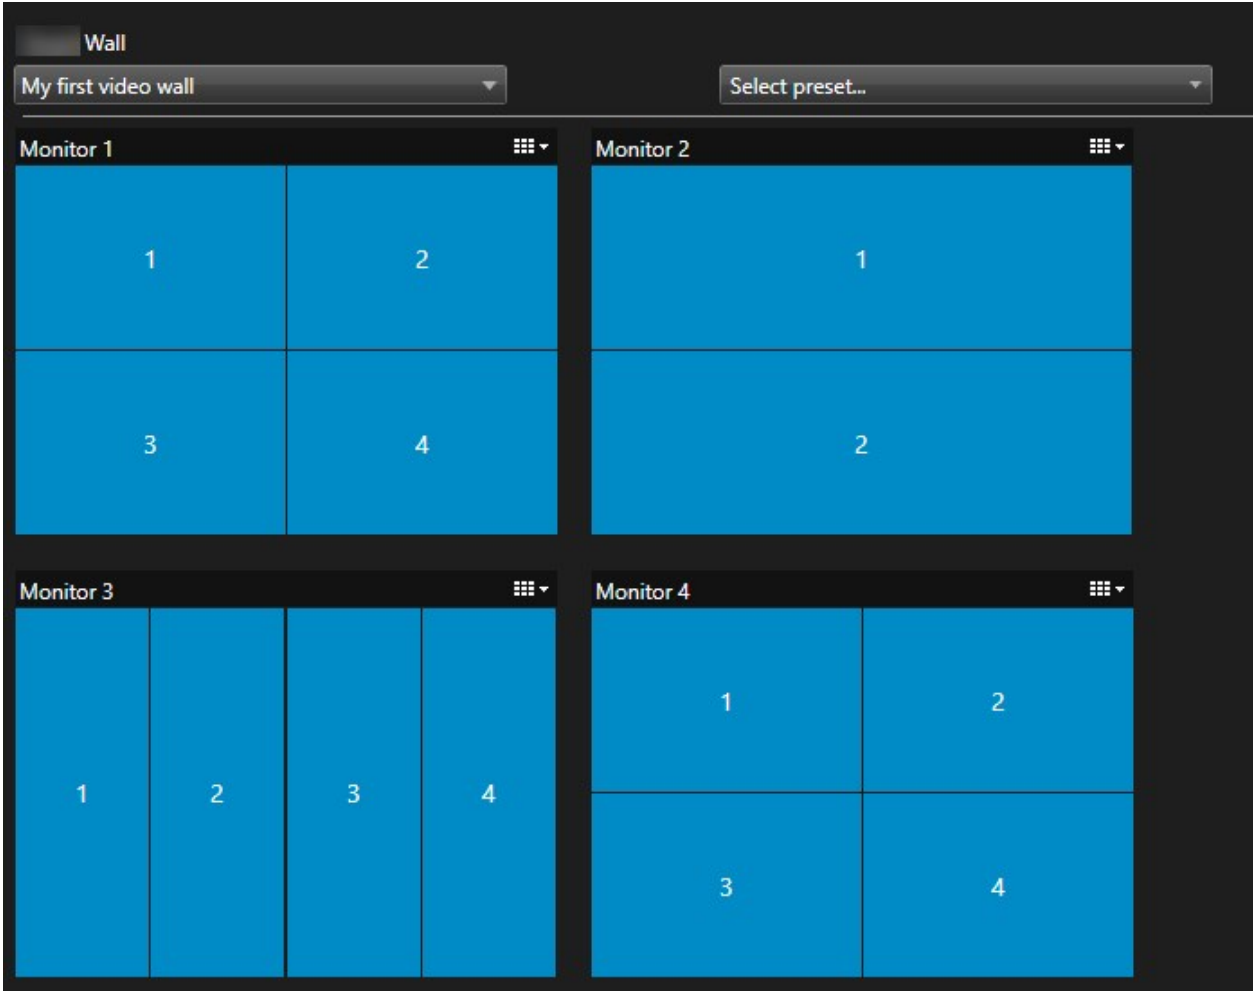 Wall
My first video wall
Select preset...
Monitor 1
Monitor 2
1 2
3 4
1
2
Monitor 3
Monitor 4
1 2 3 4
1 2
3 4